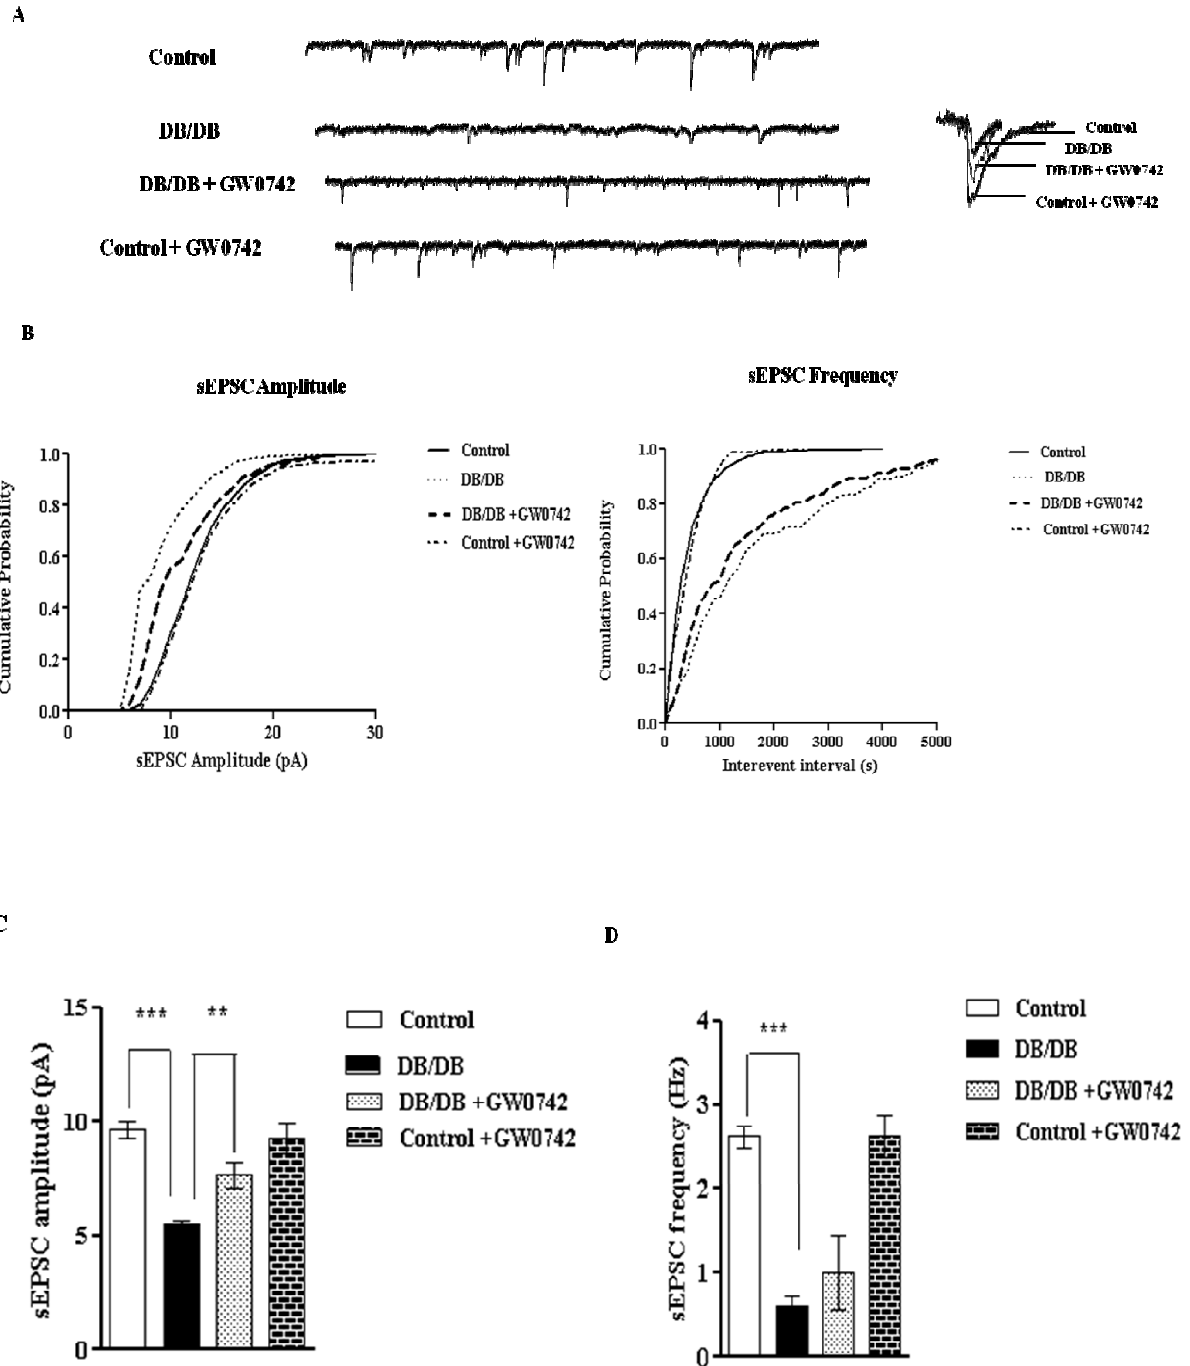 A
Control
DB/DB
DB/DB + GW0742
Control + GW0742
Control
DB/DB
DB/DB + GW0742
Control + GW0742
B
sEPSC Amplitude
Cumulative Probability
1.0
0.8
0.6
0.4
0.2
0.0
0
10
20
30
sEPSC Amplitude (pA)
Control
DB/DB
DB/DB +GW0742
Control +GW0742
sEPSC Frequency
Cumulative Probability
1.0
0.8
0.6
0.4
0.2
0.0
0
1000
2000
3000
4000
5000
Interevent interval (s)
Control
DB/DB
DB/DB +GW0742
Control +GW0742
C
sEPSC amplitude (pA)
15
10
5
0
***
**
Control
DB/DB
DB/DB +GW0742
Control +GW0742
D
sEPSC frequency (Hz)
4
3
2
1
0
***
Control
DB/DB
DB/DB +GW0742
Control +GW0742